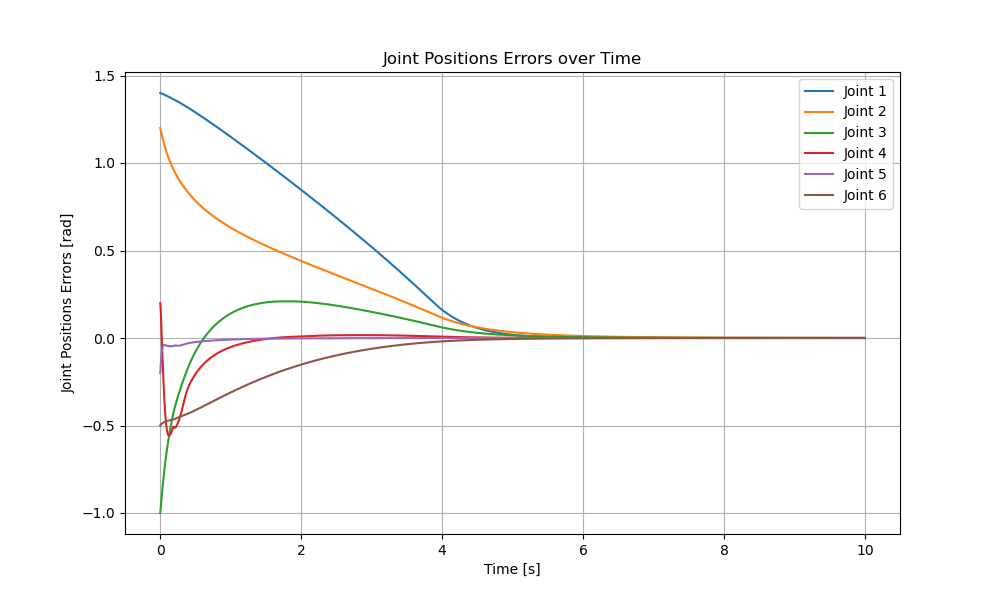 Joint Positions Errors over Time
Joint Positions Errors [rad]
1.5
1.0
0.5
0.0
−0.5
−1.0
Joint 1
Joint 2
Joint 3
Joint 4
Joint 5
Joint 6
0 2 4 6 8 10
Time [s]